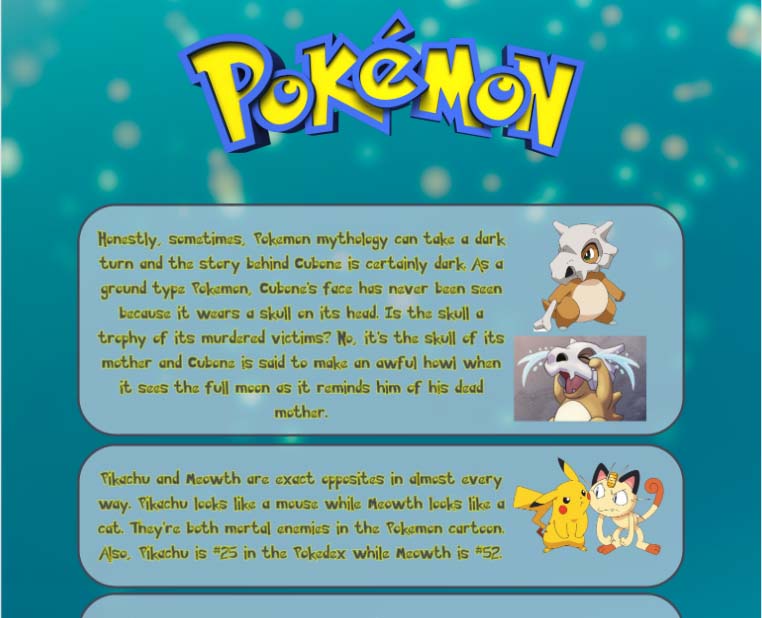 POKéMON
Honestly, sometimes, Pokemon mythology can take a dark
turn and the story behind Cubone is certainly dark. As a
ground type Pokemon, Cubone's face has never been seen
because it wears a skull on its head. Is the skull a
trophy of its murdered victims? No, it's the skull of its
mother and Cubone is said to make an awful howl when
it sees the full moon as it reminds him of his dead
mother.
Pikachu and Meowth are exact opposites in almost every
way. Pikachu looks like a mouse while Meowth looks like a
cat. They're both mortal enemies in the Pokemon cartoon.
Also, Pikachu is #25 in the Pokedex while Meowth is #52.